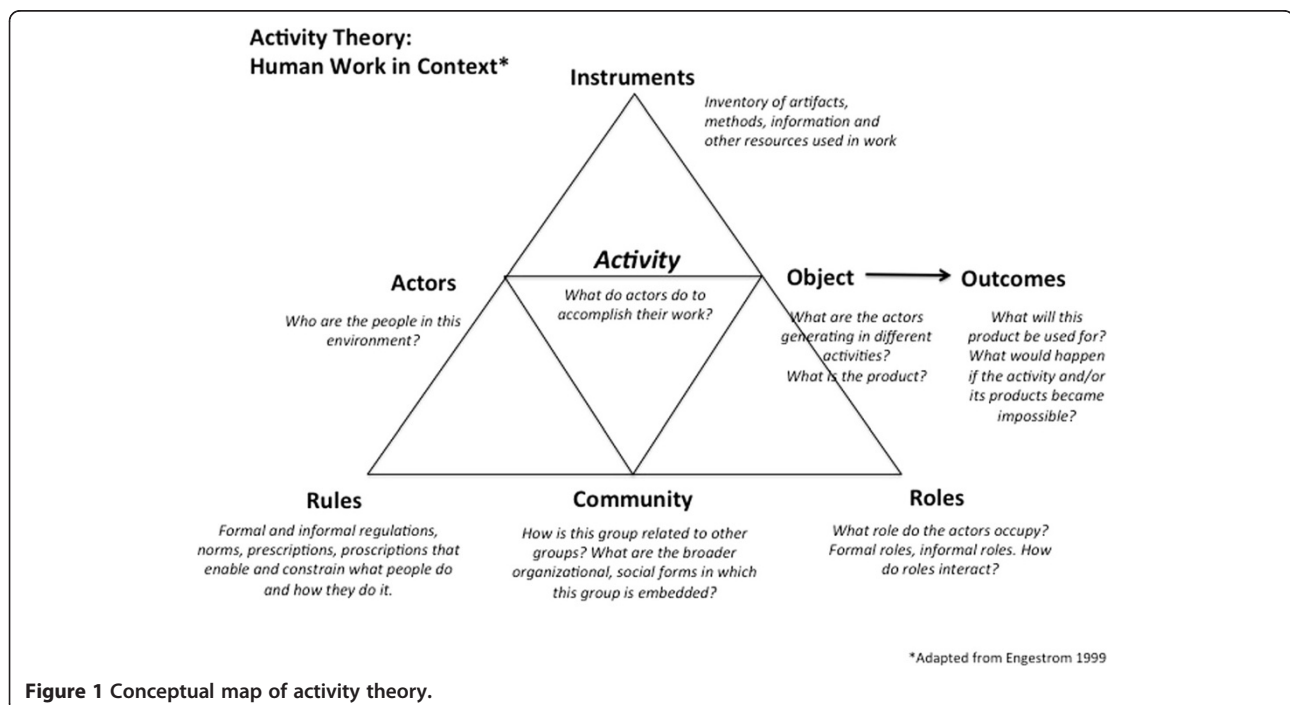 Activity Theory:
Human Work in Context*
Instruments
Inventory of artifacts,
methods, information and
other resources used in work
Activity
What do actors do to
accomplish their work?
Actors
Who are the people in this
environment?
Object
What are the actors
generating in different
activities?
What is the product?
Outcomes
What will this
product be used for?
What would happen
if the activity and/or
its products became
impossible?
Rules
Formal and informal regulations,
norms, prescriptions, proscriptions that
enable and constrain what people do
and how they do it.
Community
How is this group related to other
groups? What are the broader
organizational, social forms in which
this group is embedded?
Roles
What role do the actors occupy?
Formal roles, informal roles. How
do roles interact?
*Adapted from Engestrom 1999
Figure 1 Conceptual map of activity theory.